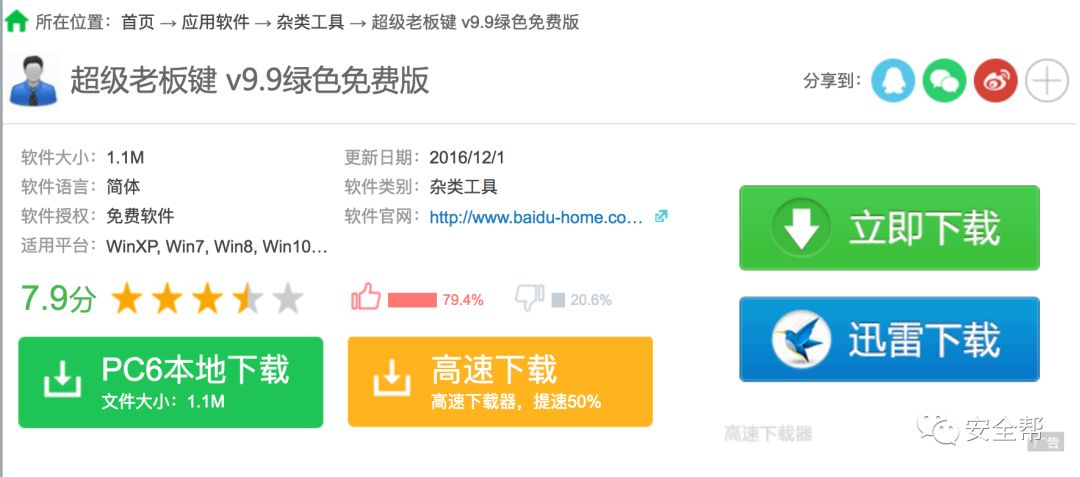 所在位置：首页 → 应用软件 → 杂类工具 → 超级老板键 v9.9绿色免费版
超级老板键 v9.9绿色免费版
分享到：
软件大小：1.1M
更新日期：2016/12/1
软件语言：简体
软件类别：杂类工具
软件授权：免费软件
软件官网：http://www.baidu-home.co...
适用平台：WinXP, Win7, Win8, Win10...
立即下载
7.9分
79.4%
20.6%
迅雷下载
PC6本地下载
文件大小：1.1M
高速下载
高速下载器，提速50%
高速下载器
安全帮
广告